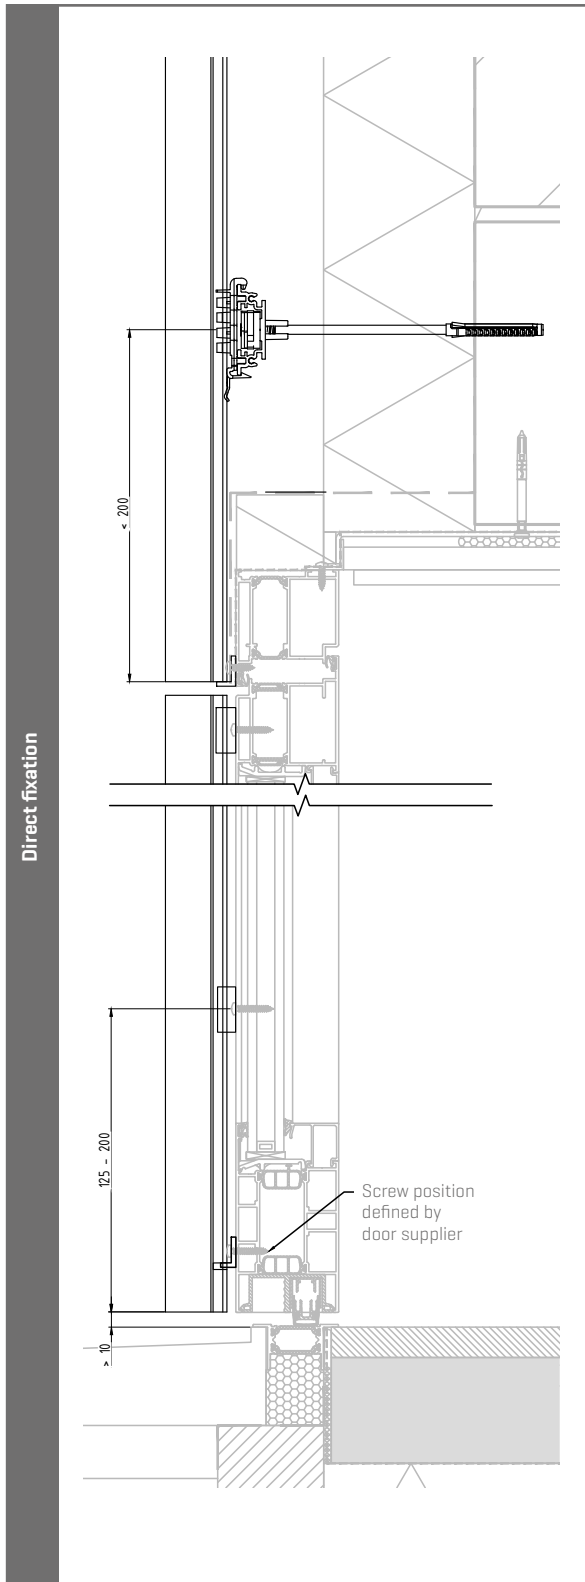 Direct fixation
< 200
125 - 200
Screw position
defined by
door supplier
> 10